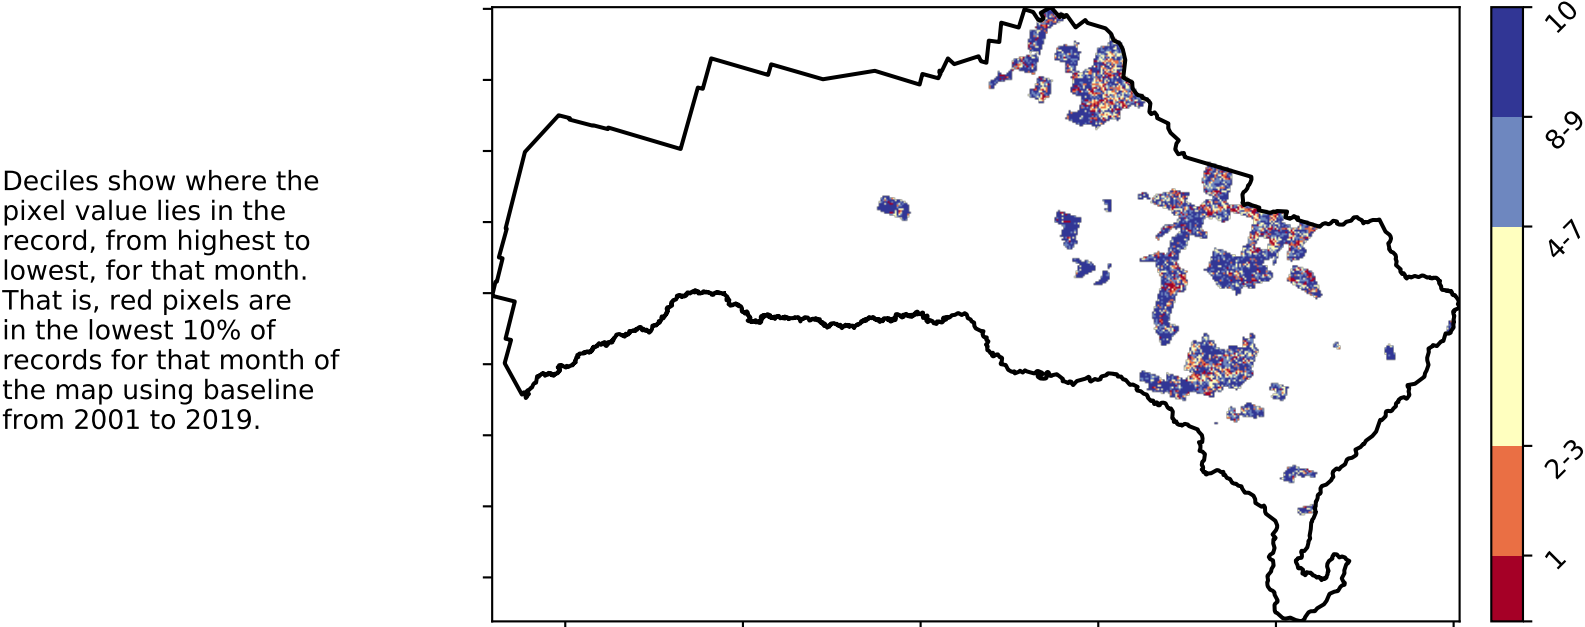 Deciles show where the
pixel value lies in the
record, from highest to
lowest, for that month.
That is, red pixels are
in the lowest 10% of
records for that month of
the map using baseline
from 2001 to 2019.
10
8-9
4-7
2-3
1